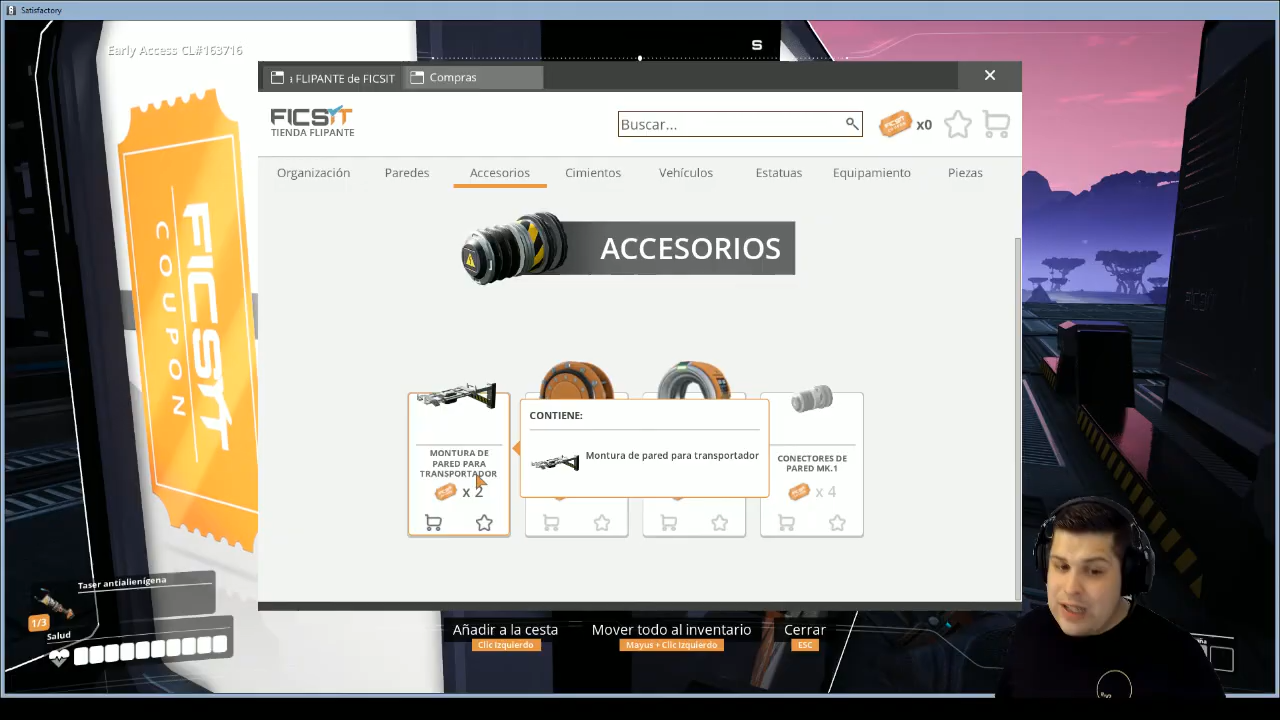 Satisfactory
Early Access CL#163716
S
i FLIPANTE de FICSIT
Compras
FICSIT
TIENDA FLIPANTE
Buscar...
x0
Organización
Paredes
Accesorios
Cimientos
Vehículos
Estatuas
Equipamiento
Piezas
ACCESORIOS
MONTURA DE
PARED PARA
TRANSPORTADOR
x 2
CONTIENE:
Montura de pared para transportador
CONECTORES DE
PARED MK.1
x 4
FICSIT
COUPON
Taser antialienígena
1/3
Salud
Añadir a la cesta
Clic izquierdo
Mover todo al inventario
Mayus + Clic izquierdo
Cerrar
ESC